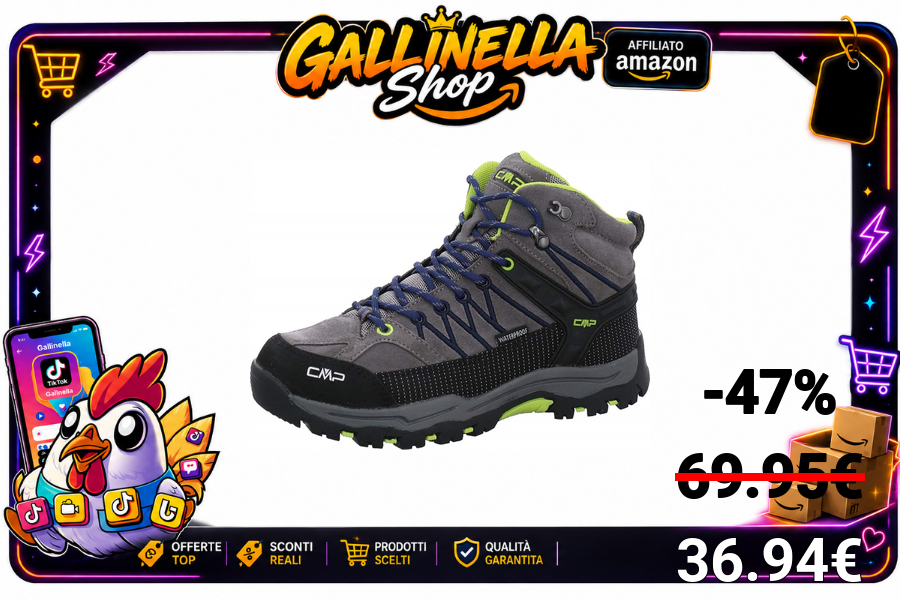 GALLINELLA
Shop
AFFILIATO
amazon
CMP
WATERPROOF
CMP
CMP
Gallinella
TikTok
Gallinella
-47%
69.95€
36.94€
OFFERTE
TOP
SCONTI
REALI
PRODOTTI
SCELTI
QUALITÀ
GARANTITA